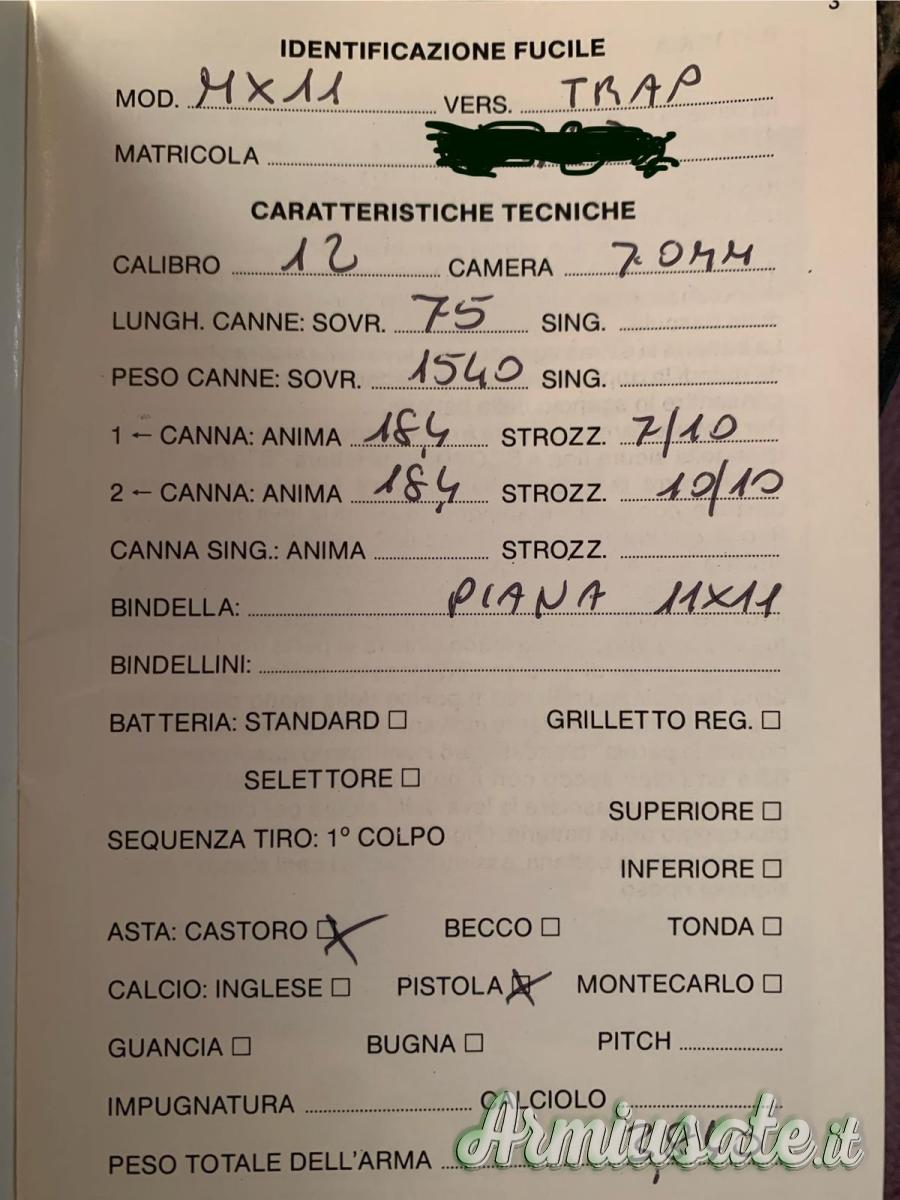 3
IDENTIFICAZIONE FUCILE
MOD. MX11 VERS. TRAP
MATRICOLA
CARATTERISTICHE TECNICHE
CALIBRO 12 CAMERA 70MM
LUNGH. CANNE: SOVR. 75 SING.
PESO CANNE: SOVR. 1540 SING.
1 ← CANNA: ANIMA 18,4 STROZZ. 7/10
2 ← CANNA: ANIMA 18,4 STROZZ. 10/10
CANNA SING.: ANIMA STROZZ.
BINDELLA: PIANA 11X11
BINDELLINI:
BATTERIA: STANDARD ☐ GRILLETTO REG. ☐
SELETTORE ☐
SUPERIORE ☐
SEQUENZA TIRO: 1º COLPO
INFERIORE ☐
ASTA: CASTORO ☒ BECCO ☐ TONDA ☐
CALCIO: INGLESE ☐ PISTOLA ☒ MONTECARLO ☐
GUANCIA ☐ BUGNA ☐ PITCH
IMPUGNATURA CALCIOLO
PESO TOTALE DELL'ARMA
Armiusate.it